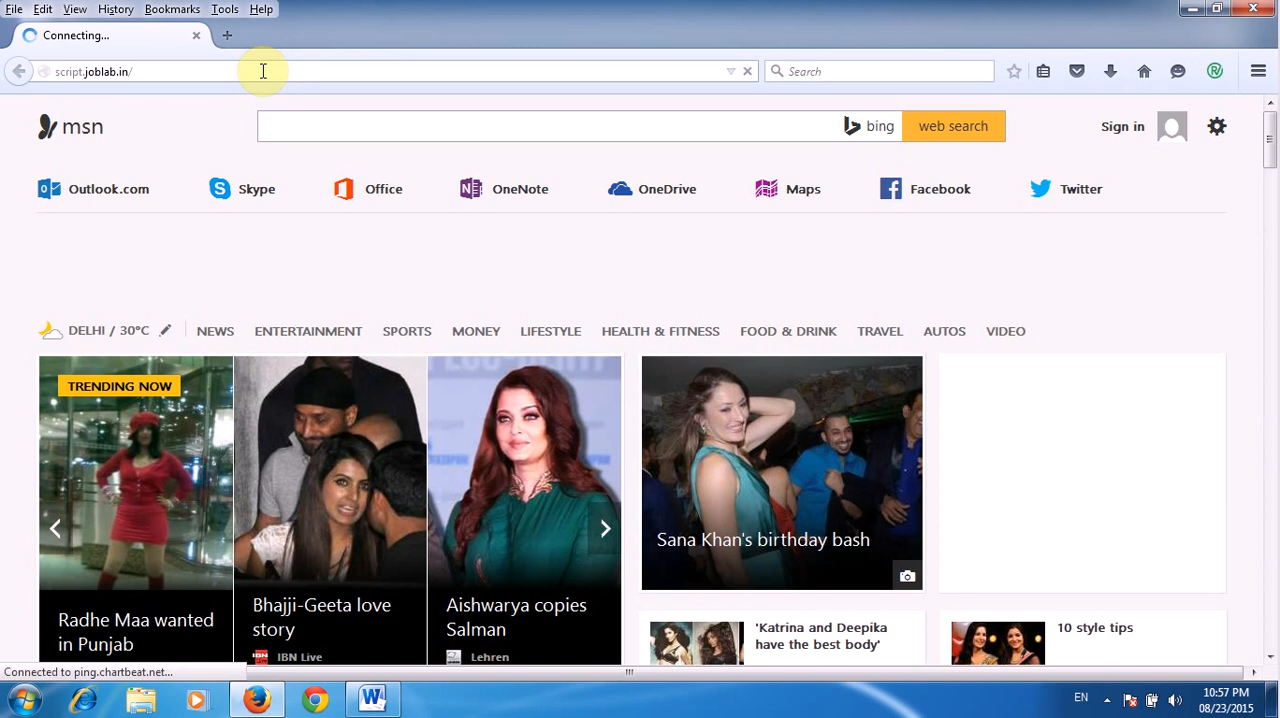 File Edit View History Bookmarks Tools Help
Connecting...
script.joblab.in/
Search
msn
bing
web search
Sign in
Outlook.com
Skype
Office
OneNote
OneDrive
Maps
Facebook
Twitter
DELHI / 30°C
NEWS ENTERTAINMENT SPORTS MONEY LIFESTYLE HEALTH & FITNESS FOOD & DRINK TRAVEL AUTOS VIDEO
TRENDING NOW
Radhe Maa wanted
in Punjab
Bhajji-Geeta love
story
IBN Live
Aishwarya copies
Salman
Lehren
Sana Khan's birthday bash
'Katrina and Deepika
have the best body'
10 style tips
Connected to ping.chartbeat.net...
EN
10:57 PM
08/23/2015